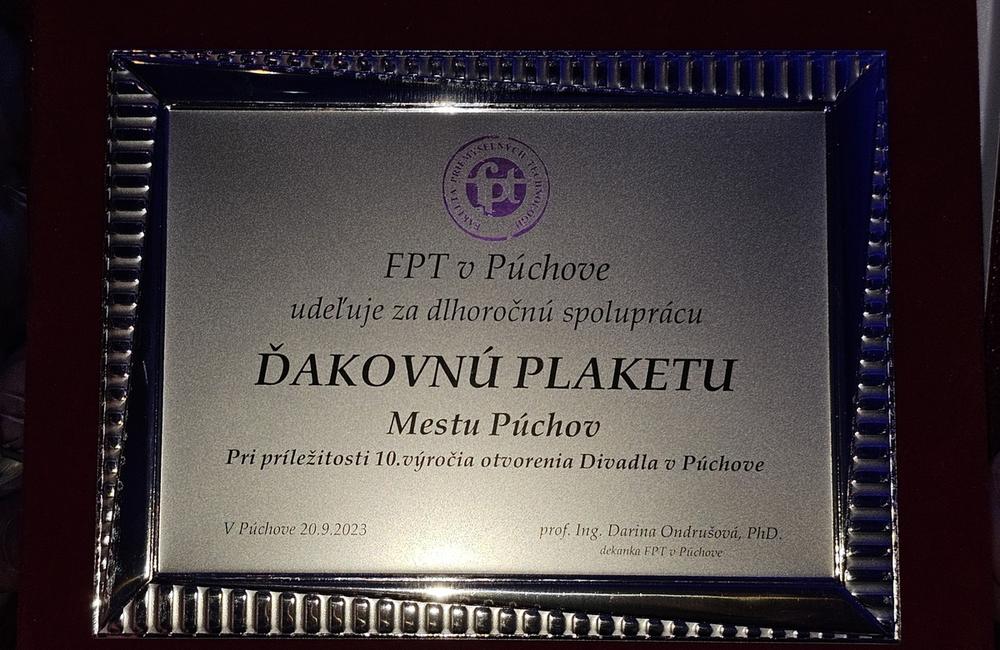 FAKULTA PRIEMYSELNÝCH TECHNOLÓGIÍ
fpt
FPT v Púchove
udeľuje za dlhoročnú spoluprácu
ĎAKOVNÚ PLAKETU
Mestu Púchov
Pri príležitosti 10.výročia otvorenia Divadla v Púchove
V Púchove 20.9.2023
prof. Ing. Darina Ondrušová, PhD.
dekanka FPT v Púchove